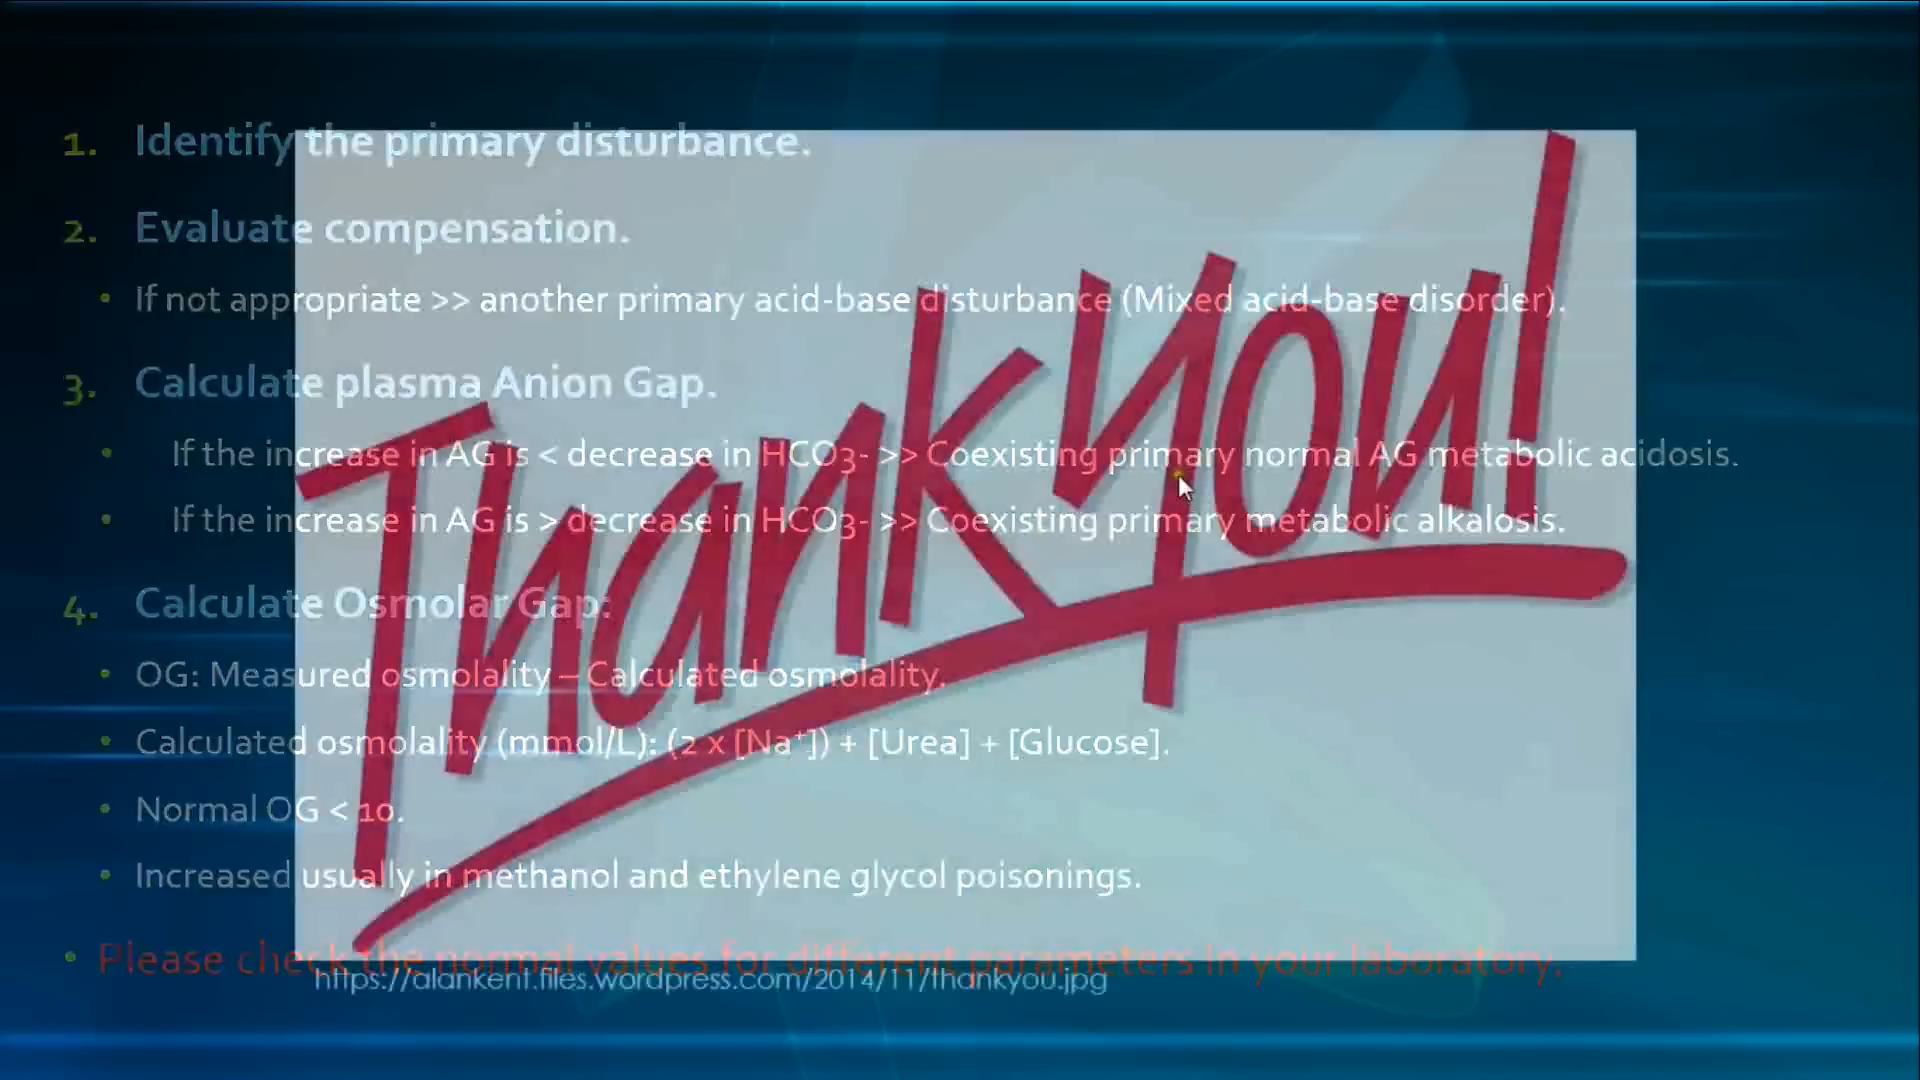 1. Identify the primary disturbance.
2. Evaluate compensation.
• If not appropriate >> another primary acid-base disturbance (Mixed acid-base disorder).
3. Calculate plasma Anion Gap.
• If the increase in AG is < decrease in HCO3- >> Coexisting primary normal AG metabolic acidosis.
• If the increase in AG is > decrease in HCO3- >> Coexisting primary metabolic alkalosis.
4. Calculate Osmolar Gap:
• OG: Measured osmolality – Calculated osmolality.
• Calculated osmolality (mmol/L): (2 x [Na⁺]) + [Urea] + [Glucose].
• Normal OG < 10.
• Increased usually in methanol and ethylene glycol poisonings.
• Please check the normal values for different parameters in your laboratory.
Thank you!
https://alankent.files.wordpress.com/2014/11/thankyou.jpg